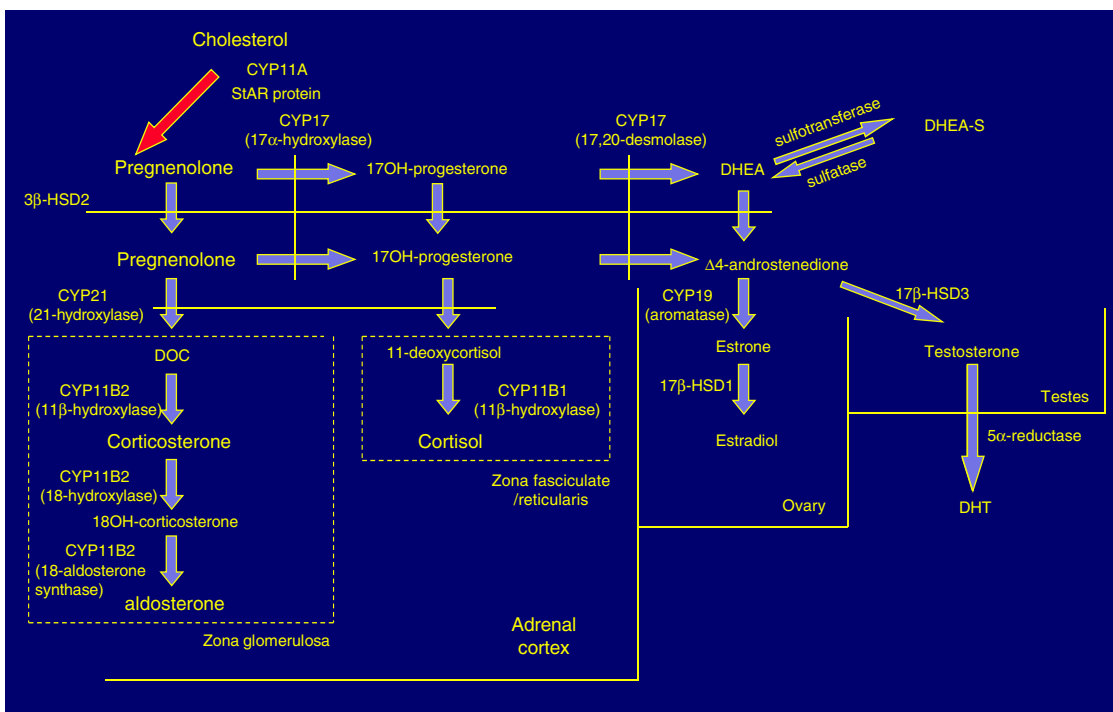 Cholesterol
CYP11A
StAR protein
CYP17
(17α-hydroxylase)
CYP17
(17,20-desmolase)
sulfotransferase
DHEA-S
sulfatase
Pregnenolone
17OH-progesterone
DHEA
3β-HSD2
Pregnenolone
17OH-progesterone
Δ4-androstenedione
CYP21
(21-hydroxylase)
CYP19
(aromatase)
17β-HSD3
DOC
11-deoxycortisol
Estrone
Testosterone
CYP11B2
(11β-hydroxylase)
CYP11B1
(11β-hydroxylase)
17β-HSD1
Testes
Corticosterone
Cortisol
Estradiol
5α-reductase
CYP11B2
(18-hydroxylase)
Zona fasciculate
/reticularis
Ovary
DHT
18OH-corticosterone
CYP11B2
(18-aldosterone
synthase)
aldosterone
Zona glomerulosa
Adrenal
cortex